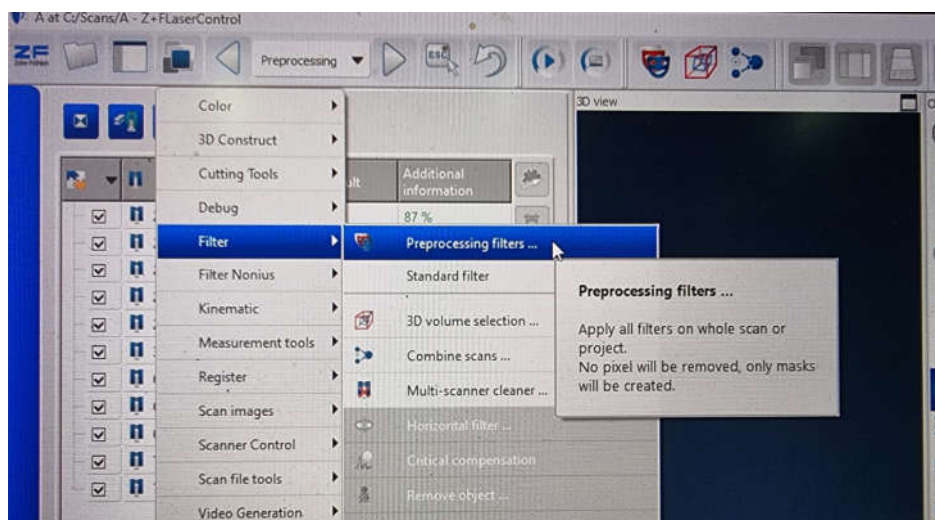 A at C:/Scans/A - Z+FLaserControl
ZF
Preprocessing
ESC
Color
3D view
3D Construct
Cutting Tools
Additional
information
Debug
87 %
Filter
Preprocessing filters ...
Filter Nonius
Standard filter
Preprocessing filters ...
Kinematic
3D volume selection ...
Apply all filters on whole scan or
project.
No pixel will be removed, only masks
will be created.
Measurement tools
Combine scans ...
Register
Multi-scanner cleaner ...
Scan images
Horizontal filter ...
Scanner Control
Critical compensation
Scan file tools
Remove object ...
Video Generation